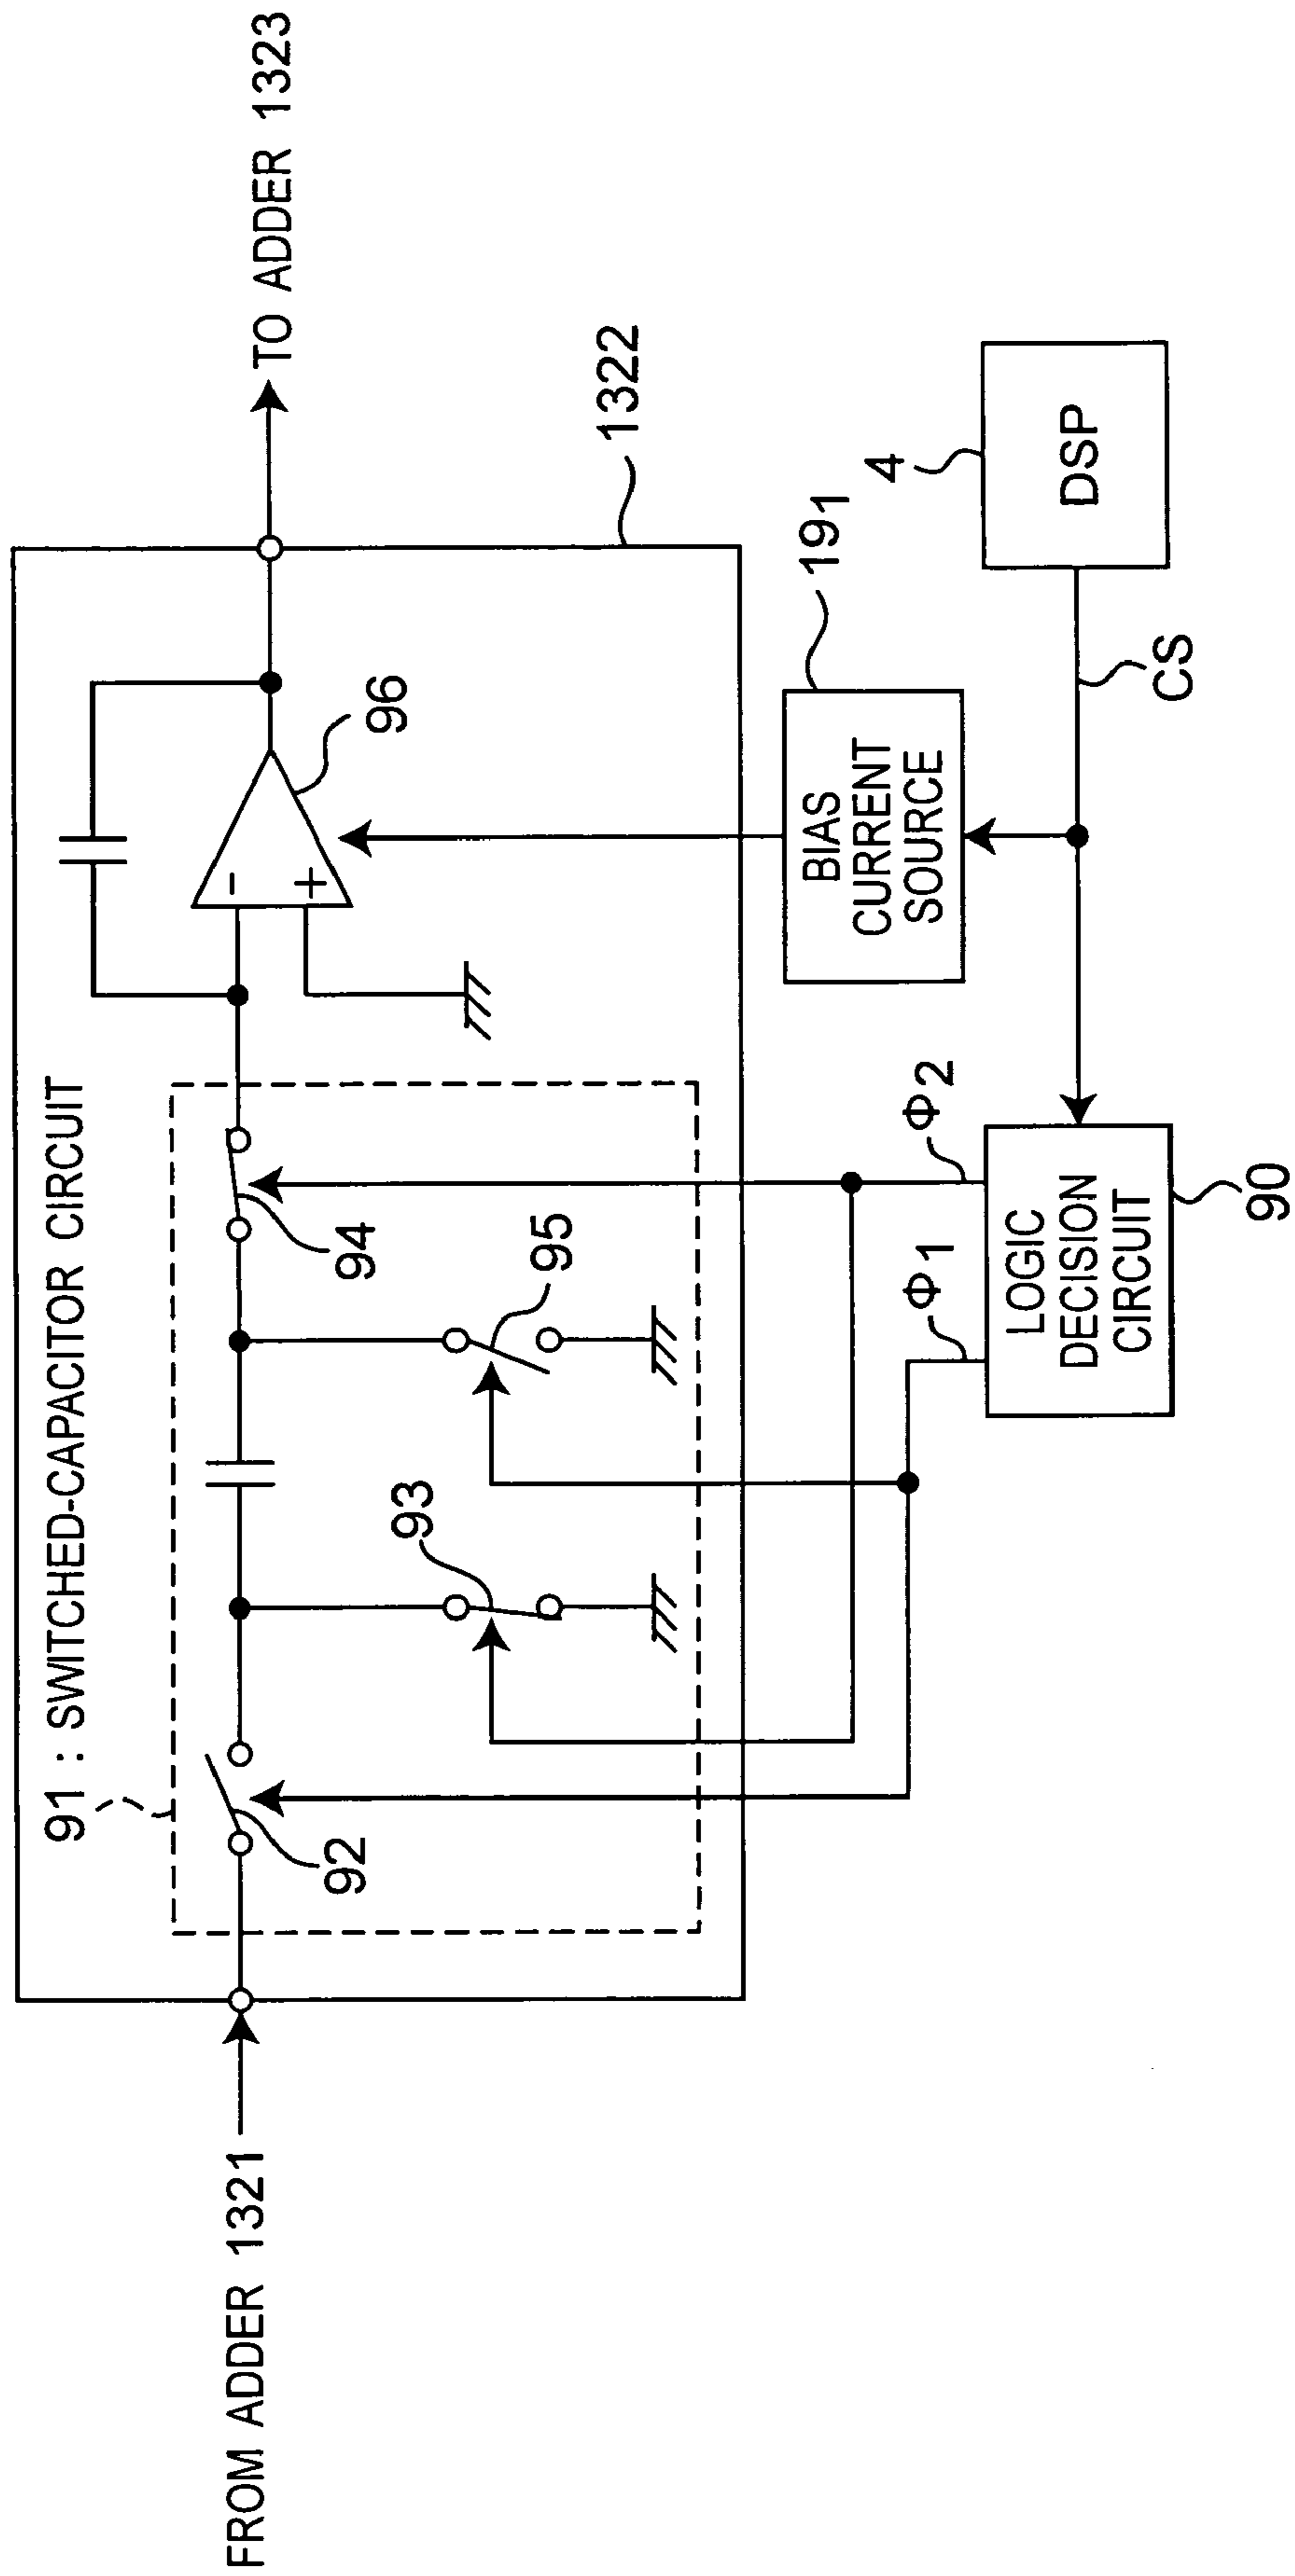 91 : SWITCHED-CAPACITOR CIRCUIT
FROM ADDER 1321
TO ADDER 1323
92
93
94
95
96
-
+
1322
BIAS
CURRENT
SOURCE
191
4
DSP
CS
Φ1
Φ2
LOGIC
DECISION
CIRCUIT
90